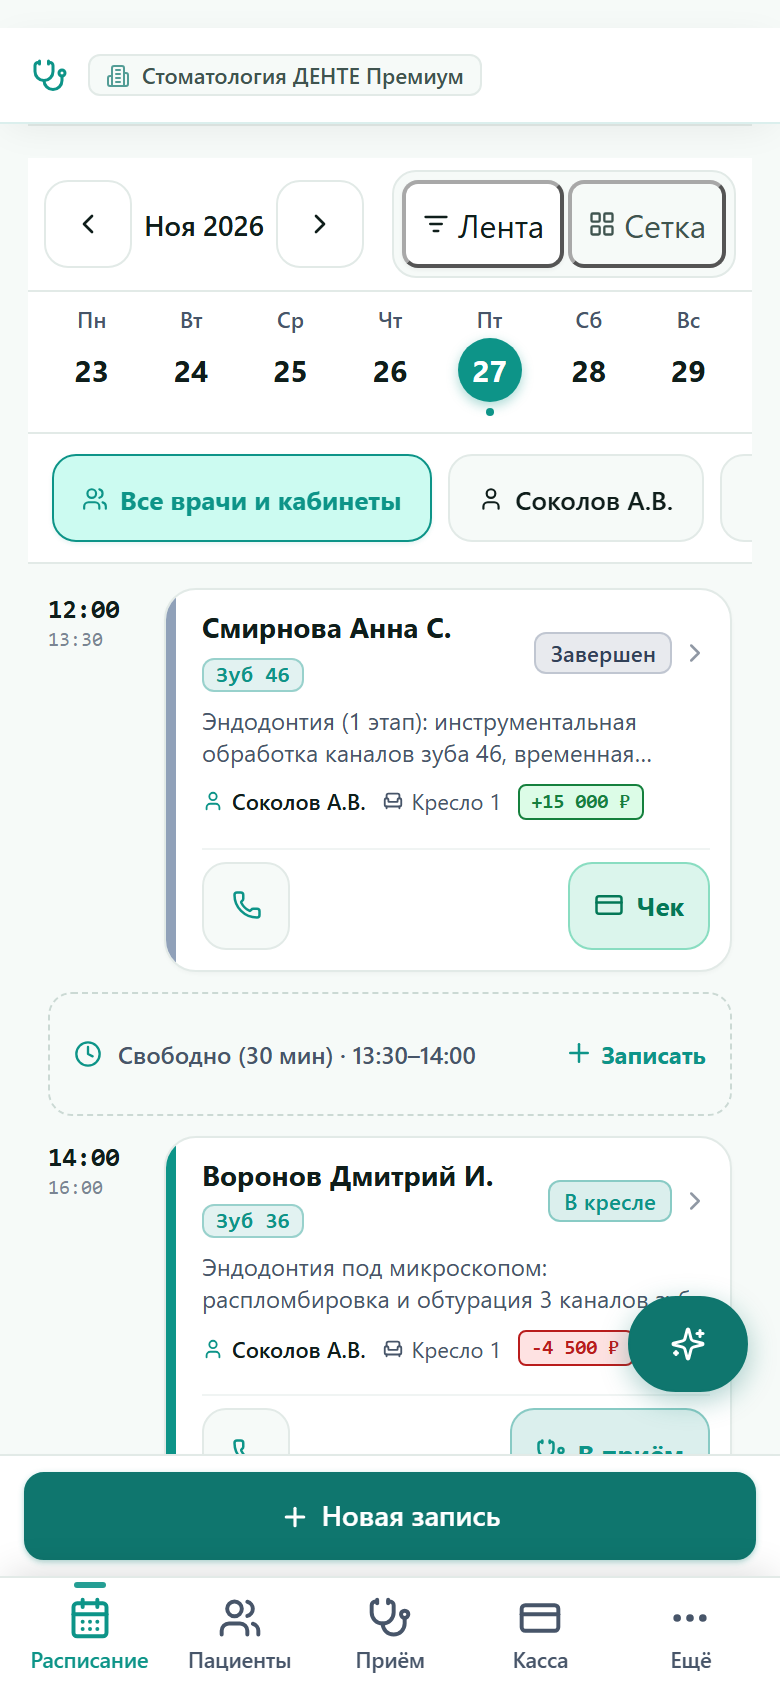 Стоматология ДЕНТЕ Премиум
Ноя 2026
Лента
Сетка
Пн Вт Ср Чт Пт Сб Вс
23 24 25 26 27 28 29
Все врачи и кабинеты
Соколов А.В.
12:00
13:30
Смирнова Анна С.
Завершен
Зуб 46
Эндодонтия (1 этап): инструментальная
обработка каналов зуба 46, временная...
Соколов А.В. Кресло 1 +15 000 ₽
Чек
Свободно (30 мин) · 13:30–14:00
+ Записать
14:00
16:00
Воронов Дмитрий И.
В кресле
Зуб 36
Эндодонтия под микроскопом:
распломбировка и обтурация 3 каналов
Соколов А.В. Кресло 1 -4 500 ₽
В приём
+ Новая запись
Расписание Пациенты Приём Касса Ещё